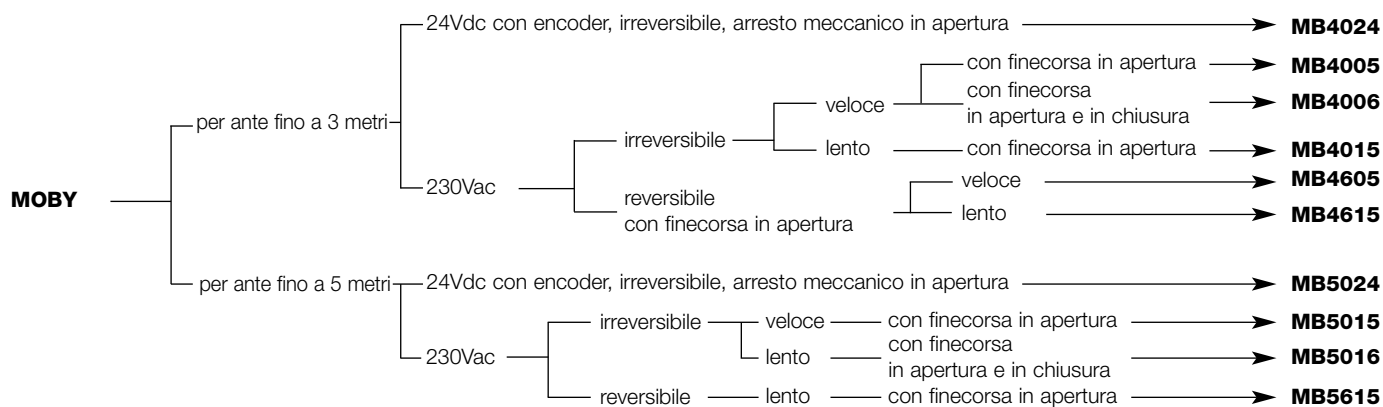 24Vdc con encoder, irreversibile, arresto meccanico in apertura MB4024
con finecorsa in apertura MB4005
veloce
con finecorsa
in apertura e in chiusura MB4006
per ante fino a 3 metri
irreversibile
lento con finecorsa in apertura MB4015
230Vac
veloce MB4605
MOBY
reversibile
con finecorsa in apertura
lento MB4615
per ante fino a 5 metri
24Vdc con encoder, irreversibile, arresto meccanico in apertura MB5024
irreversibile veloce con finecorsa in apertura MB5015
230Vac
lento
con finecorsa
in apertura e in chiusura MB5016
reversibile lento con finecorsa in apertura MB5615